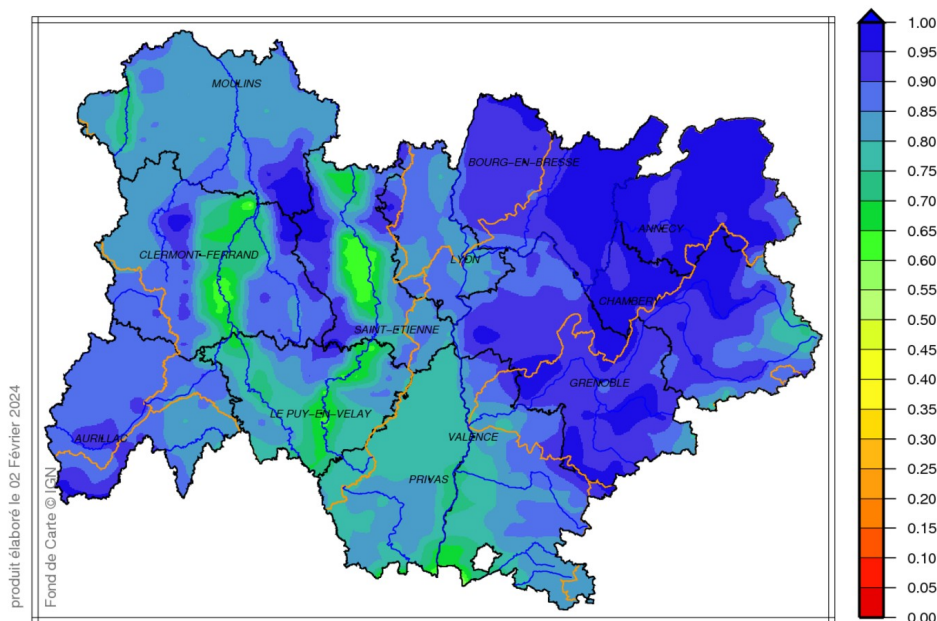 MOULINS
BOURG-EN-BRESSE
ANNECY
CLERMONT-FERRAND
LYON
CHAMBERY
SAINT-ETIENNE
GRENOBLE
LE PUY-EN-VELAY
AURILLAC
VALENCE
PRIVAS
produit élaboré le 02 Février 2024
Fond de Carte © IGN
1.00
0.95
0.90
0.85
0.80
0.75
0.70
0.65
0.60
0.55
0.50
0.45
0.40
0.35
0.30
0.25
0.20
0.15
0.10
0.05
0.00